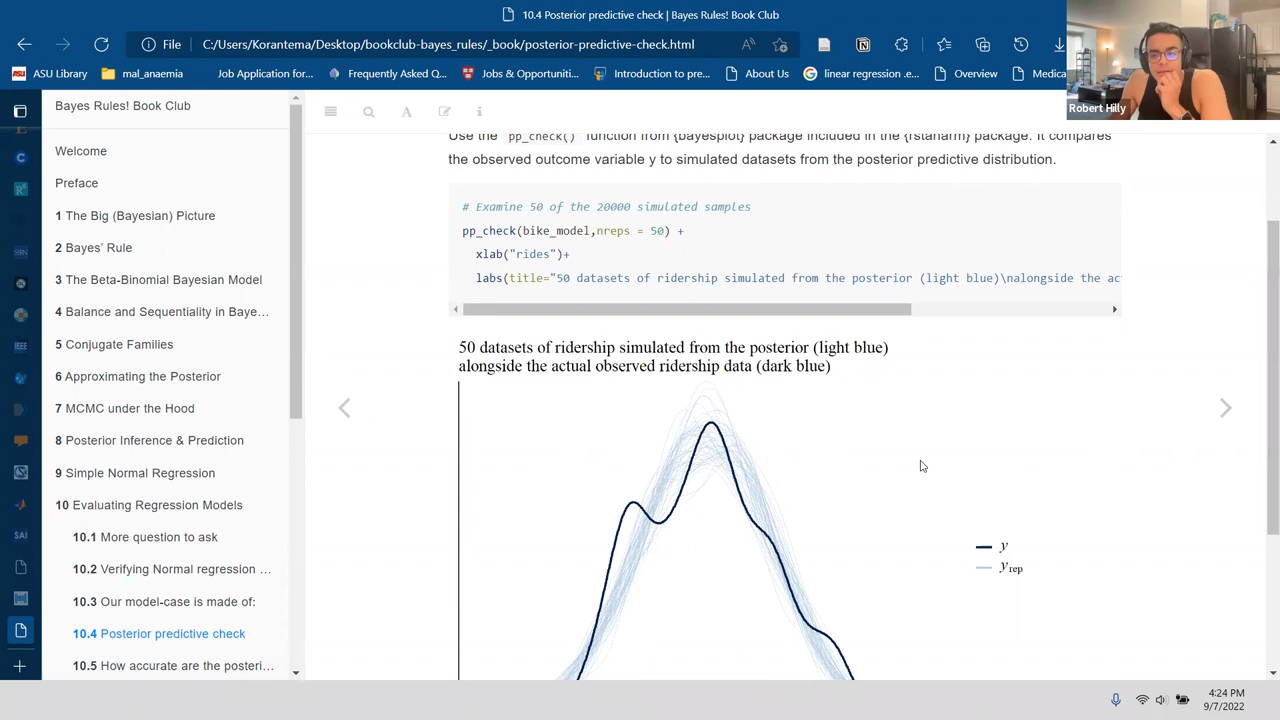 10.4 Posterior predictive check | Bayes Rules! Book Club
File
C:/Users/Korantema/Desktop/bookclub-bayes_rules/_book/posterior-predictive-check.html
ASU Library
mal_anaemia
Job Application for...
Frequently Asked Q...
Jobs & Opportuniti...
Introduction to pr...
About Us
linear regression .e...
Overview
Medica
Robert Hilly
Bayes Rules! Book Club
Welcome
Preface
1 The Big (Bayesian) Picture
2 Bayes' Rule
3 The Beta-Binomial Bayesian Model
4 Balance and Sequentiality in Baye...
5 Conjugate Families
6 Approximating the Posterior
7 MCMC under the Hood
8 Posterior Inference & Prediction
9 Simple Normal Regression
10 Evaluating Regression Models
10.1 More question to ask
10.2 Verifying Normal regression ...
10.3 Our model-case is made of:
10.4 Posterior predictive check
10.5 How accurate are the posteri...
Use the pp_check() function from {bayesplot} package included in the {rstanarm} package. It compares
the observed outcome variable y to simulated datasets from the posterior predictive distribution.
# Examine 50 of the 20000 simulated samples
pp_check(bike_model,nreps = 50) +
xlab("rides")+
labs(title="50 datasets of ridership simulated from the posterior (light blue)\nalongside the ac
50 datasets of ridership simulated from the posterior (light blue)
alongside the actual observed ridership data (dark blue)
y
y rep
4:24 PM
9/7/2022